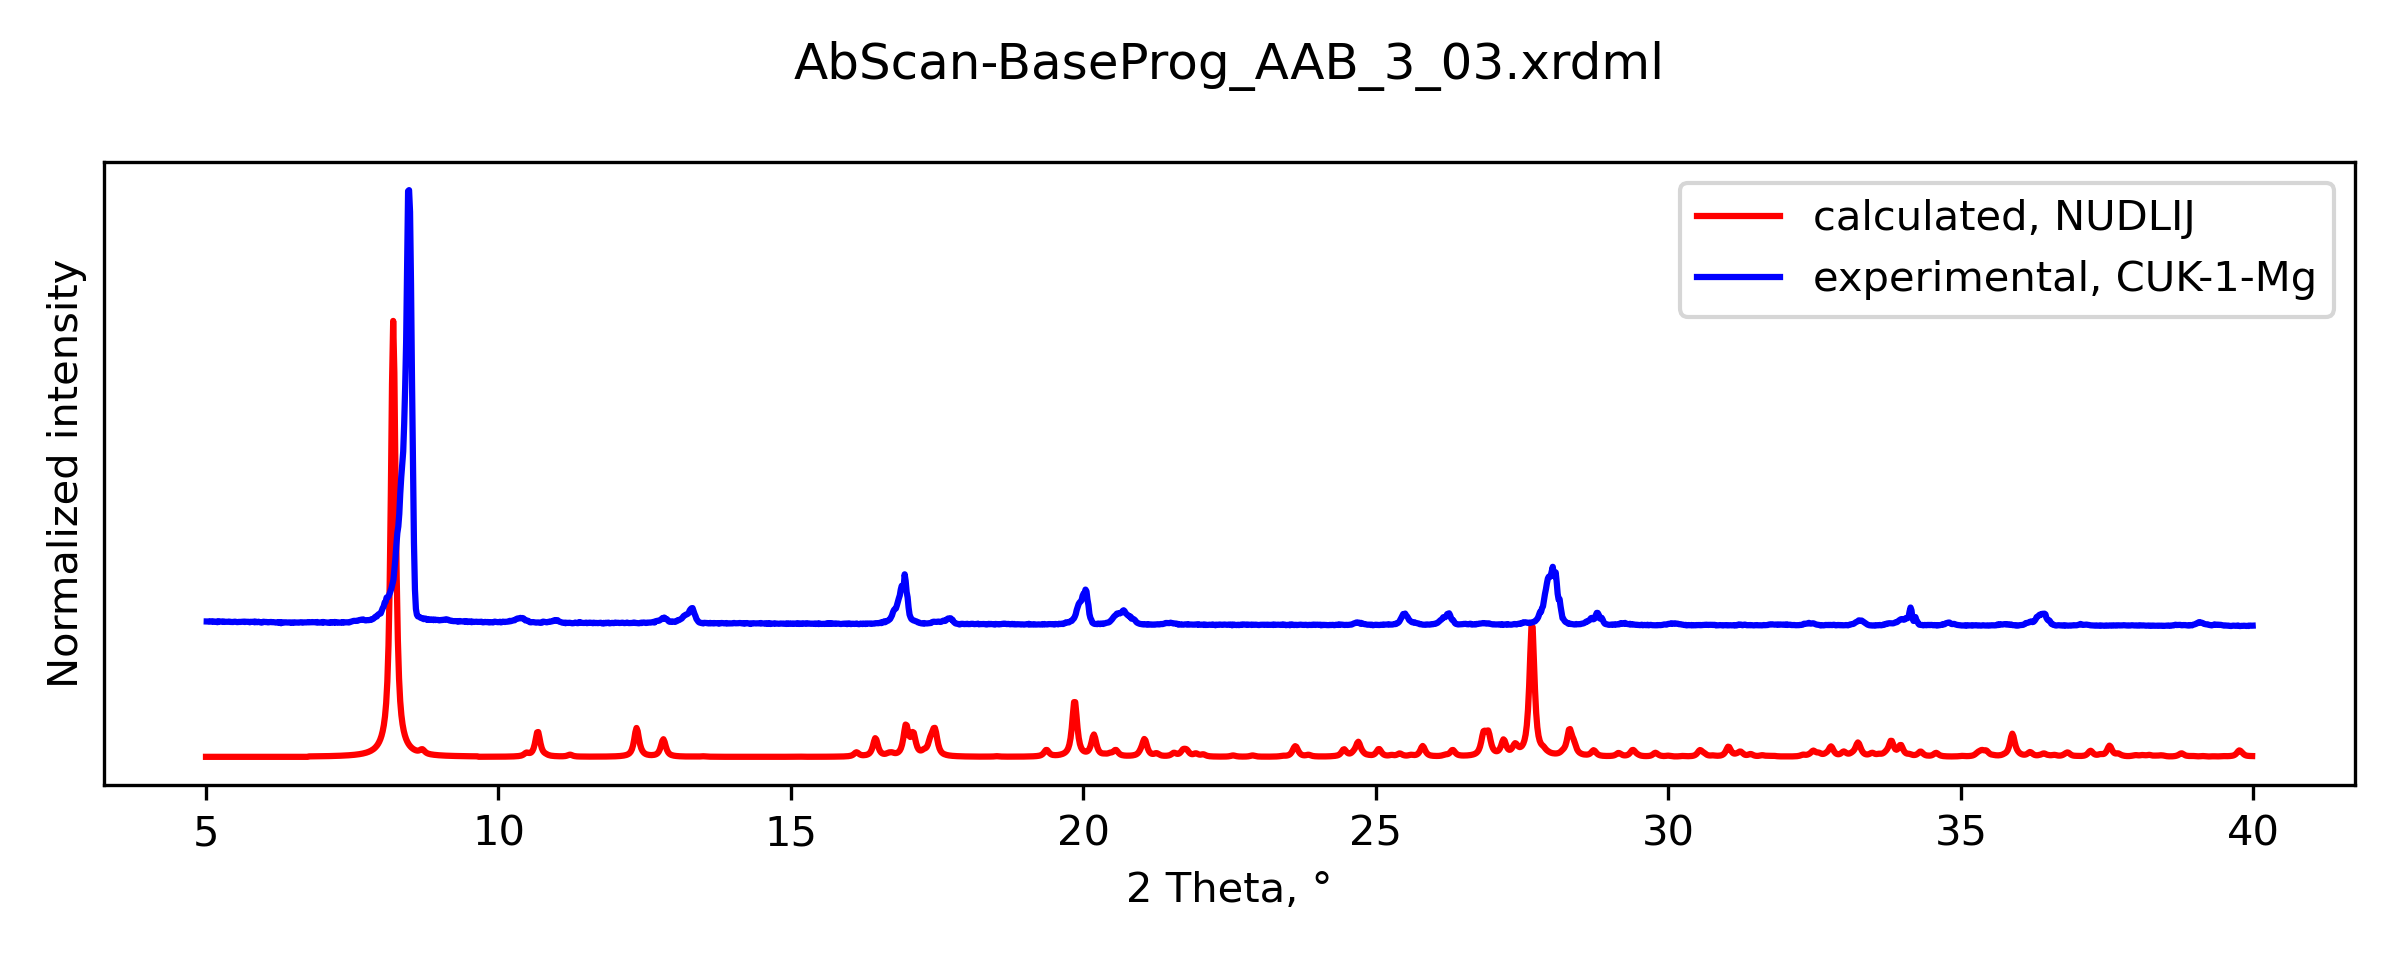 AbScan-BaseProg_AAB_3_03.xrdml
calculated, NUDLIJ
experimental, CUK-1-Mg
Normalized intensity
5 10 15 20 25 30 35 40
2 Theta, °